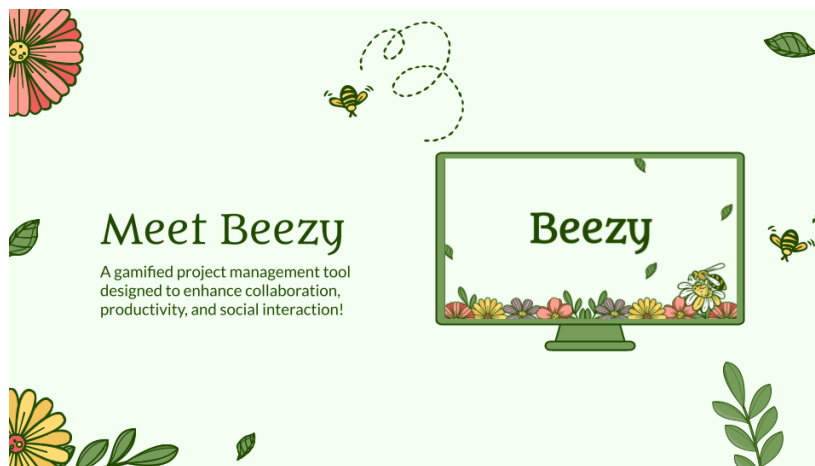 Meet Beezy
A gamified project management tool
designed to enhance collaboration,
productivity, and social interaction!
Beezy